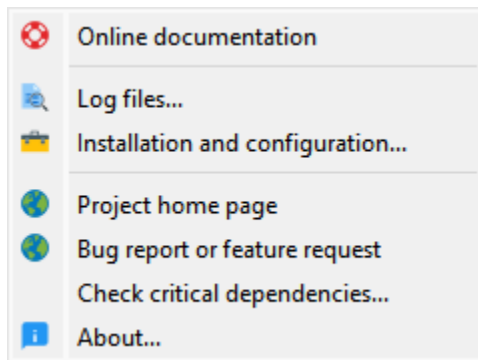 Online documentation
Log files...
Installation and configuration...
Project home page
Bug report or feature request
Check critical dependencies...
About...